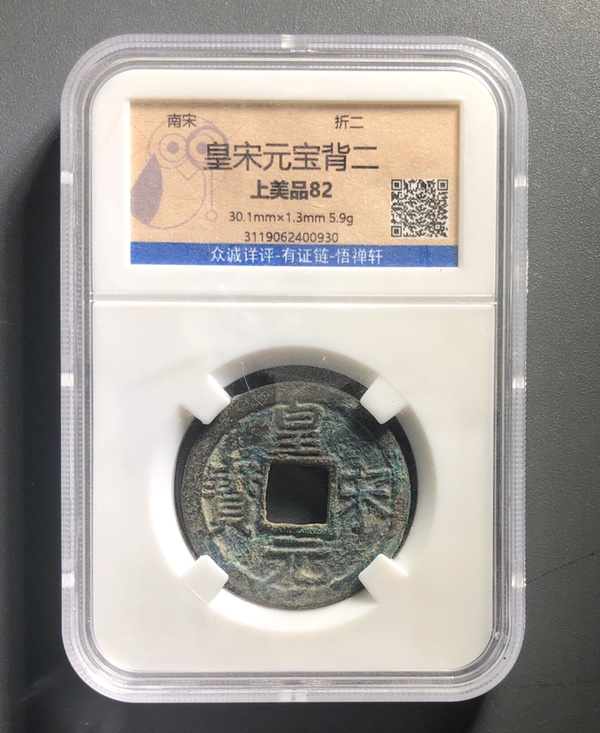 南宋 折二
皇宋元宝背二
上美品82
30.1mm×1.3mm 5.9g
3119062400930
众诚详评-有证链-悟禅轩
皇
寳 宋
元